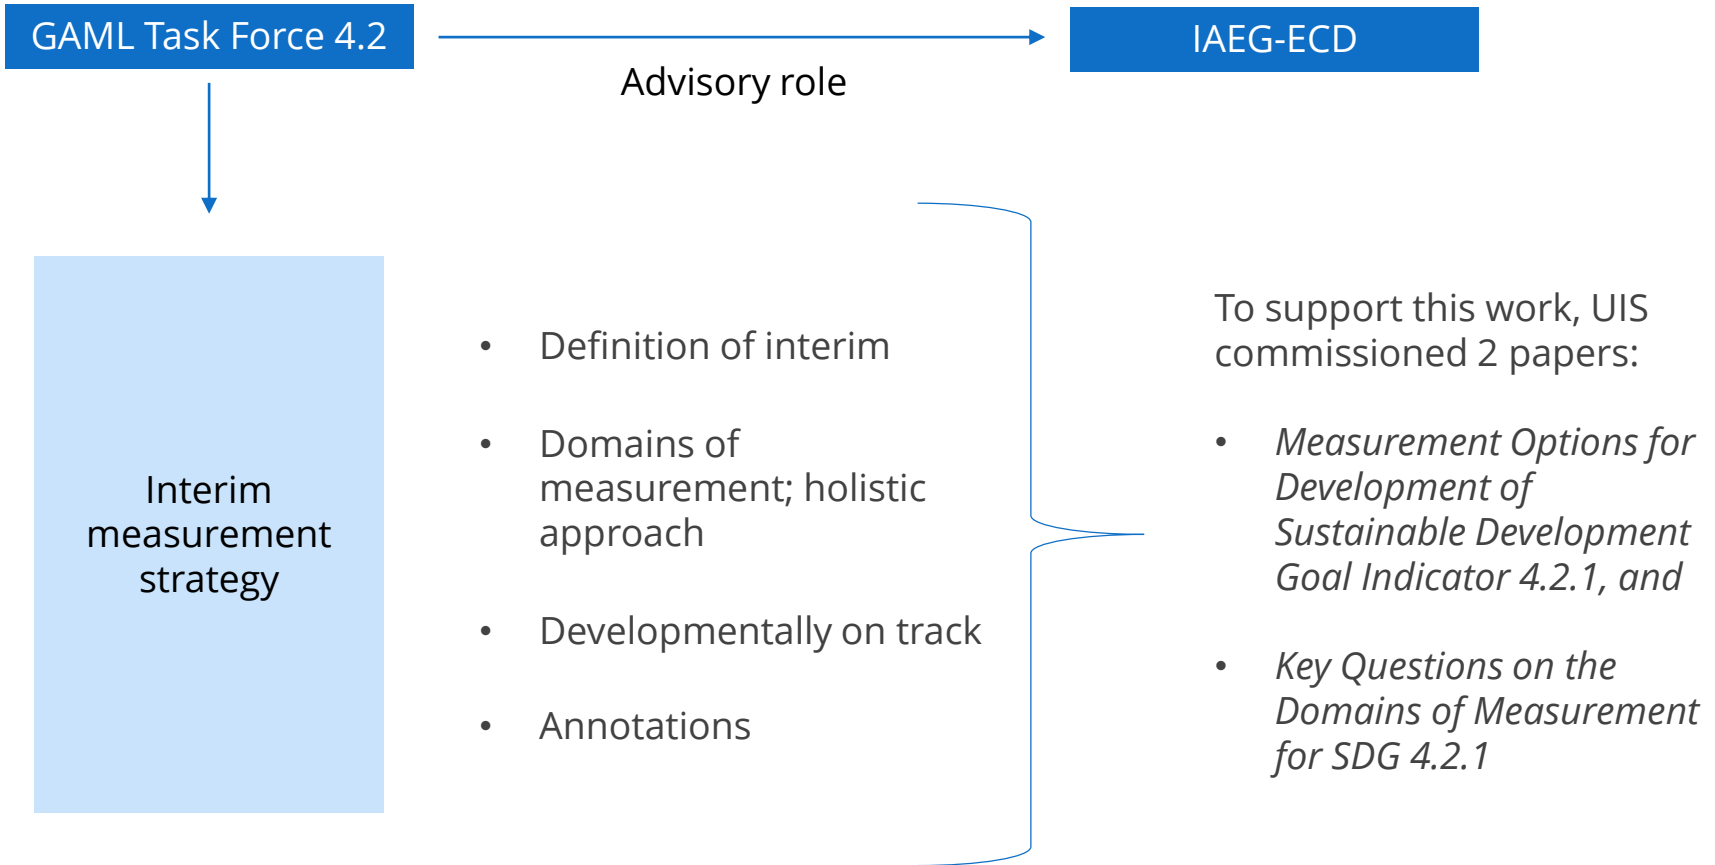 GAML Task Force 4.2
IAEG-ECD
Advisory role
Interim
measurement
strategy
• Definition of interim
• Domains of
measurement; holistic
approach
• Developmentally on track
• Annotations
To support this work, UIS
commissioned 2 papers:
• Measurement Options for
Development of
Sustainable Development
Goal Indicator 4.2.1, and
• Key Questions on the
Domains of Measurement
for SDG 4.2.1